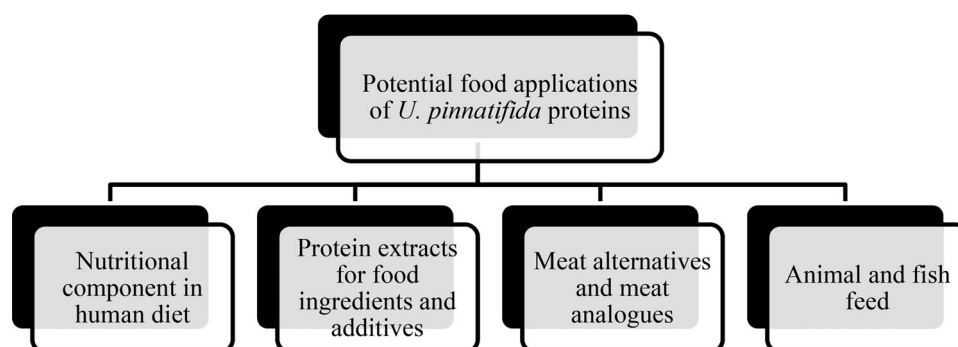 Potential food applications
of U. pinnatifida proteins
Nutritional
component in
human diet
Protein extracts
for food
ingredients and
additives
Meat alternatives
and meat
analogues
Animal and fish
feed